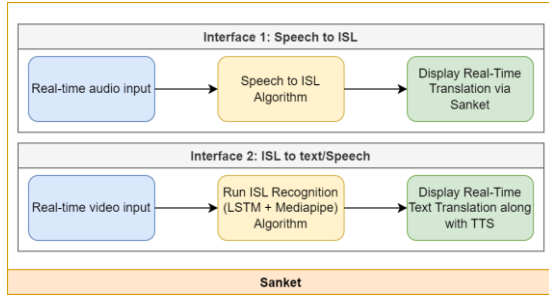 Interface 1: Speech to ISL
Real-time audio input
Speech to ISL
Algorithm
Display Real-Time
Translation via
Sanket
Interface 2: ISL to text/Speech
Real-time video input
Run ISL Recognition
(LSTM + Mediapipe)
Algorithm
Display Real-Time
Text Translation along
with TTS
Sanket